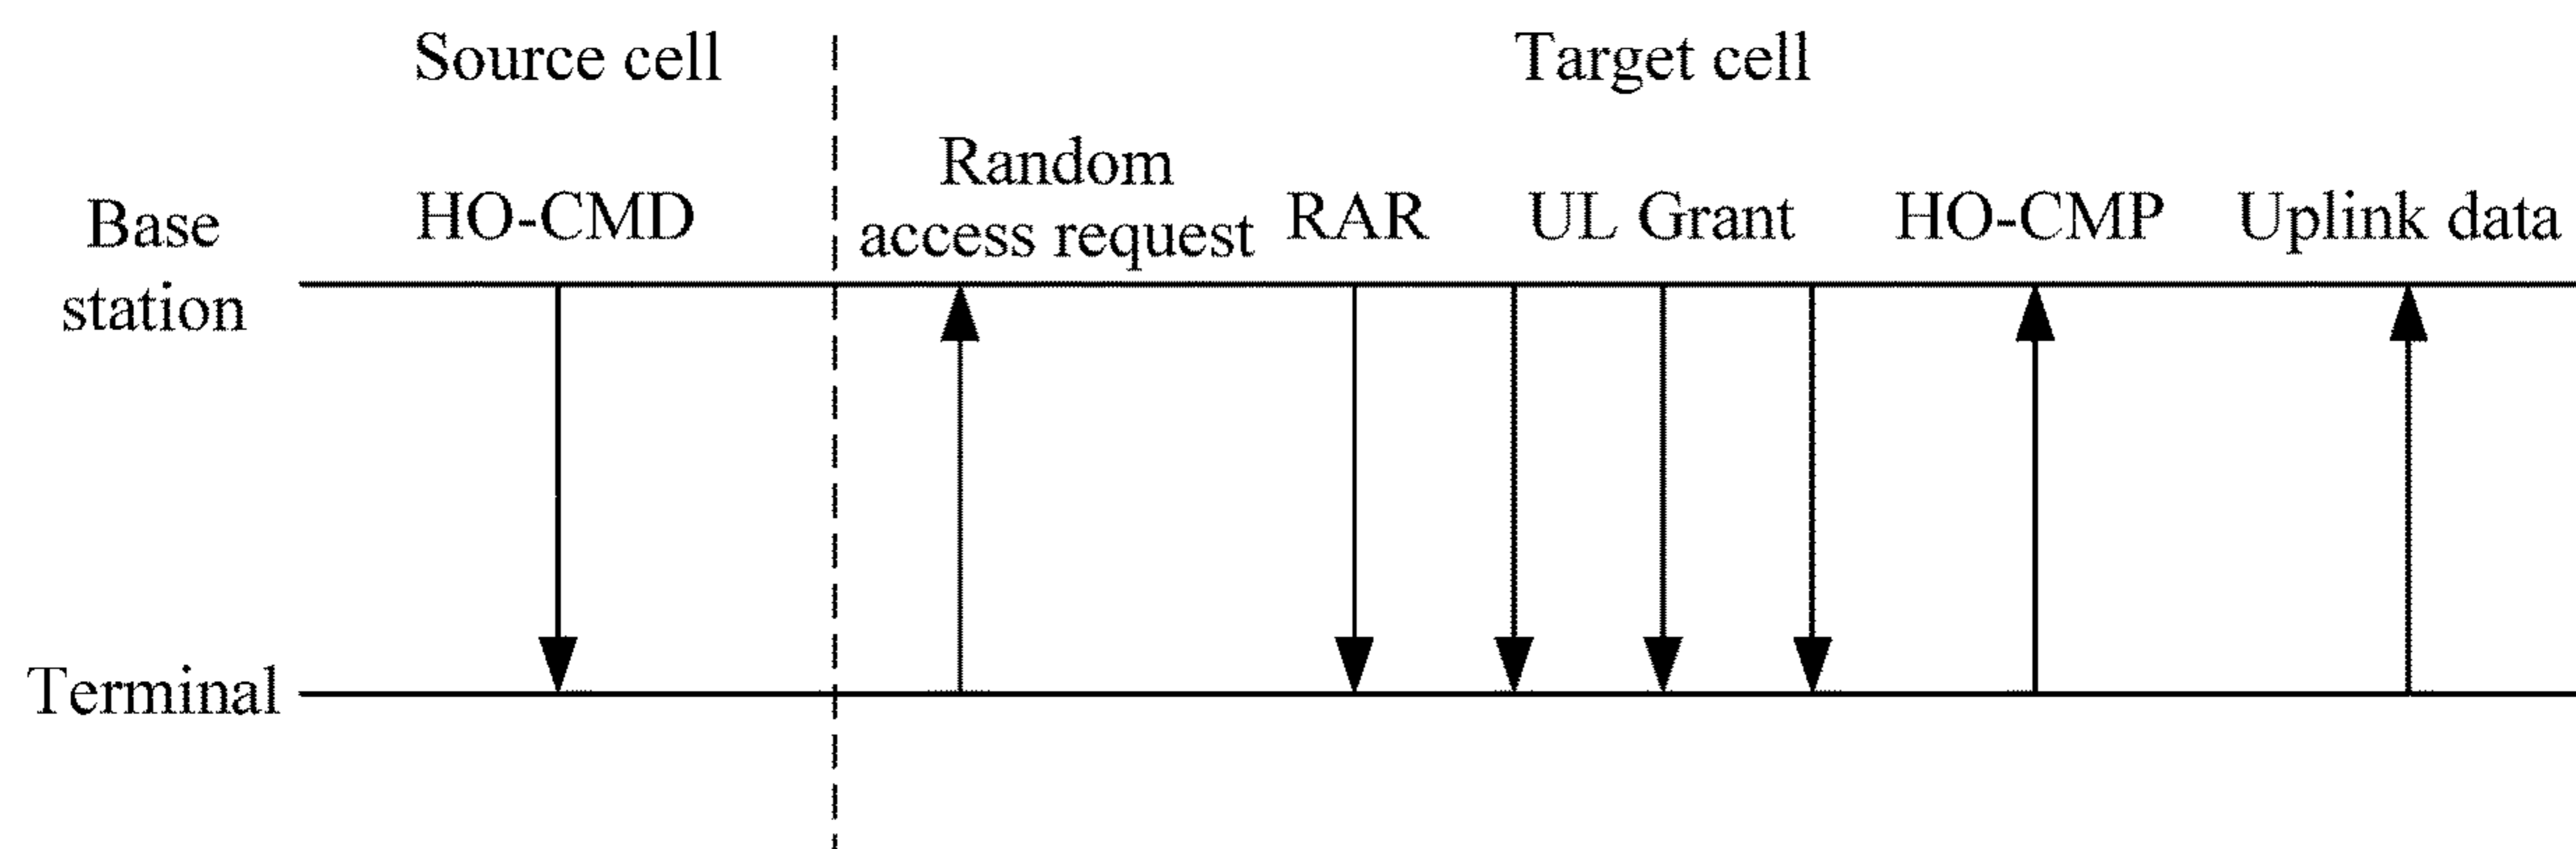 Source cell
Target cell
Base
station
HO-CMD
Random
access request
RAR
UL Grant
HO-CMP
Uplink data
Terminal